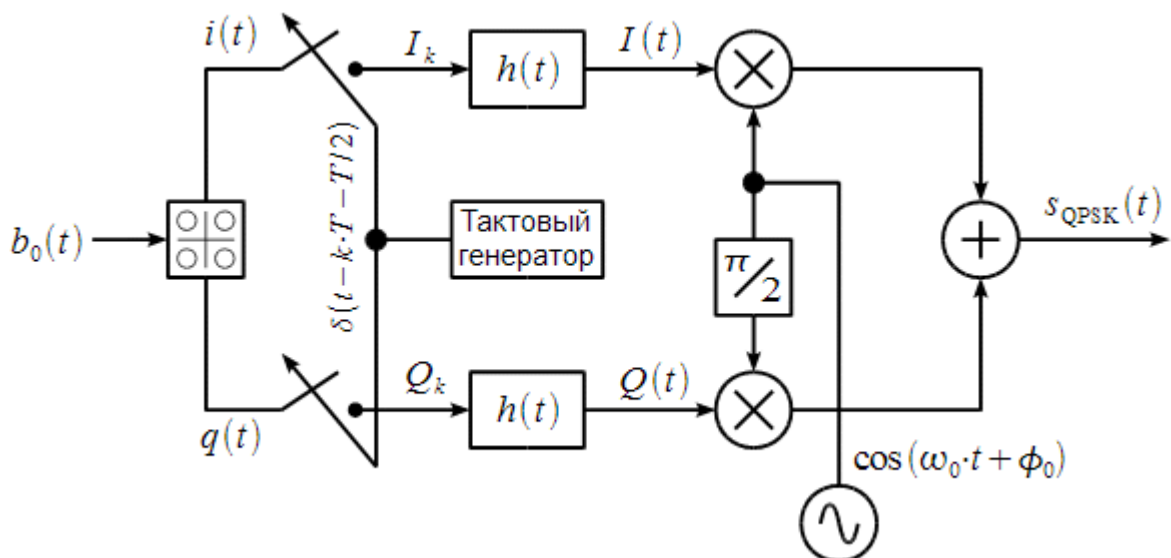 i(t)
I_k
h(t)
I(t)
δ(t−k·T−T/2)
b_0(t)
Тактовый
генератор
π/2
s_QPSK(t)
q(t)
Q_k
h(t)
Q(t)
cos(ω_0·t+ϕ_0)